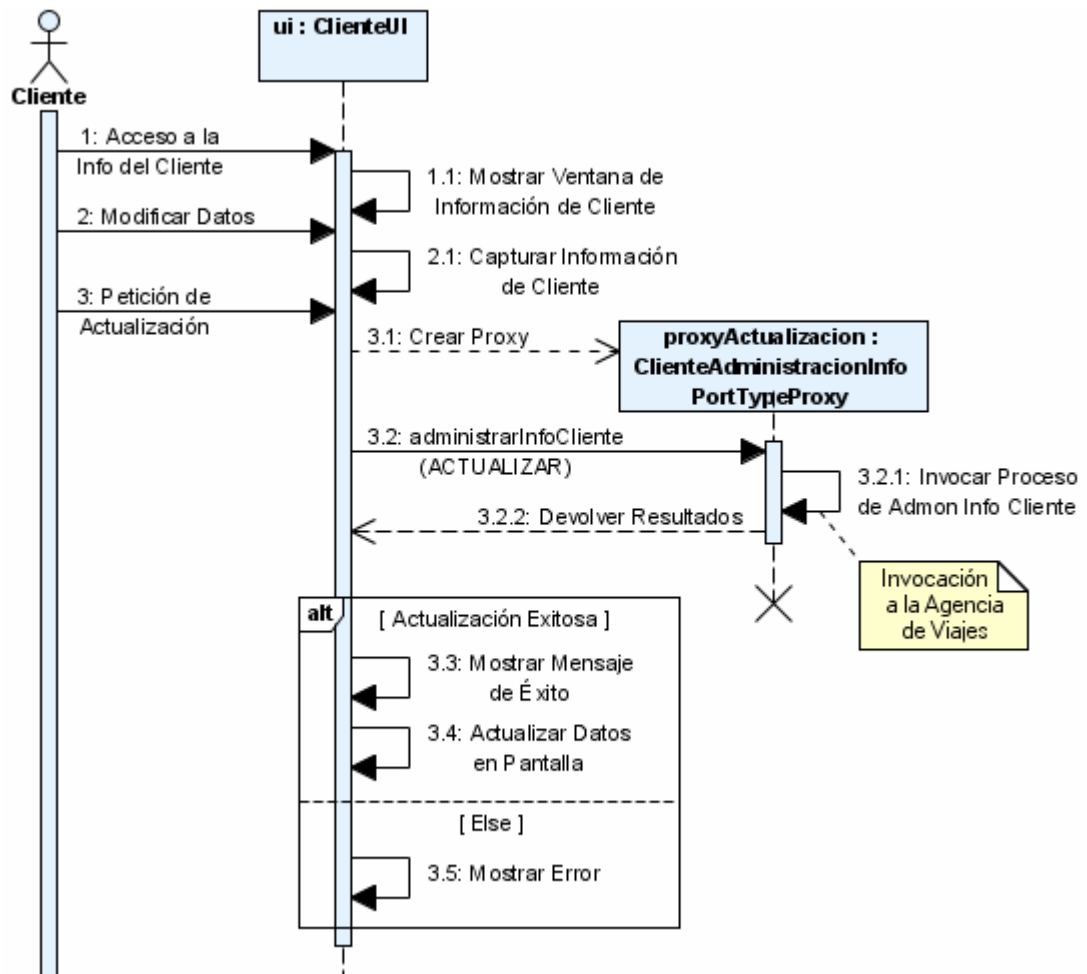 ui : ClienteUI
Cliente
1: Acceso a la
Info del Cliente
1.1: Mostrar Ventana de
Información de Cliente
2: Modificar Datos
2.1: Capturar Información
de Cliente
3: Petición de
Actualización
3.1: Crear Proxy
proxyActualizacion :
ClienteAdministracionInfo
PortTypeProxy
3.2: administrarInfoCliente
(ACTUALIZAR)
3.2.1: Invocar Proceso
de Admon Info Cliente
3.2.2: Devolver Resultados
Invocación
a la Agencia
de Viajes
alt
[ Actualización Exitosa ]
3.3: Mostrar Mensaje
de Éxito
3.4: Actualizar Datos
en Pantalla
[ Else ]
3.5: Mostrar Error